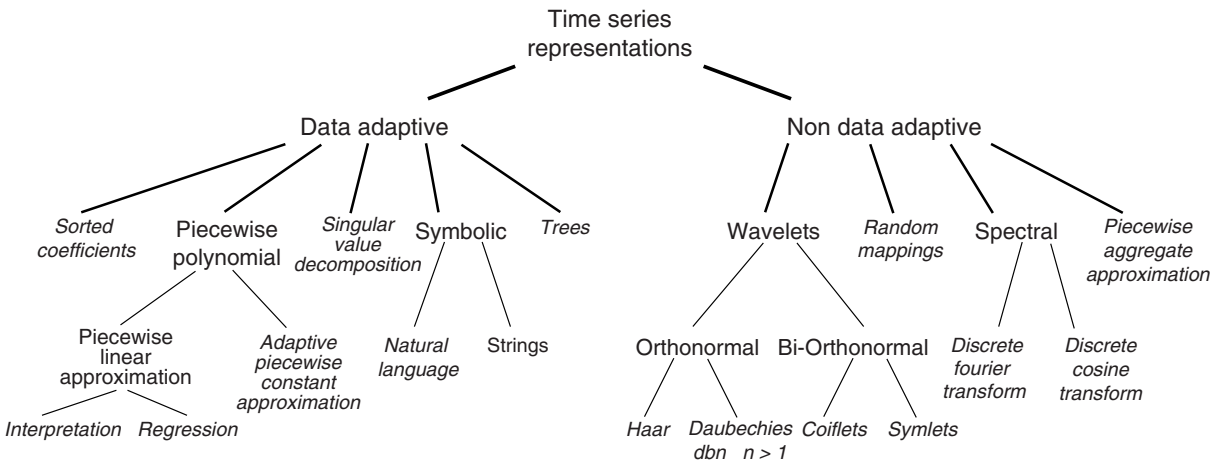 Time series
representations
Data adaptive
Non data adaptive
Sorted
coefficients
Piecewise
polynomial
Singular
value
decomposition
Symbolic
Trees
Wavelets
Random
mappings
Spectral
Piecewise
aggregate
approximation
Piecewise
linear
approximation
Adaptive
piecewise
constant
approximation
Natural
language
Strings
Orthonormal
Bi-Orthonormal
Discrete
fourier
transform
Discrete
cosine
transform
Interpretation
Regression
Haar
Daubechies
dbn n > 1
Coiflets
Symlets